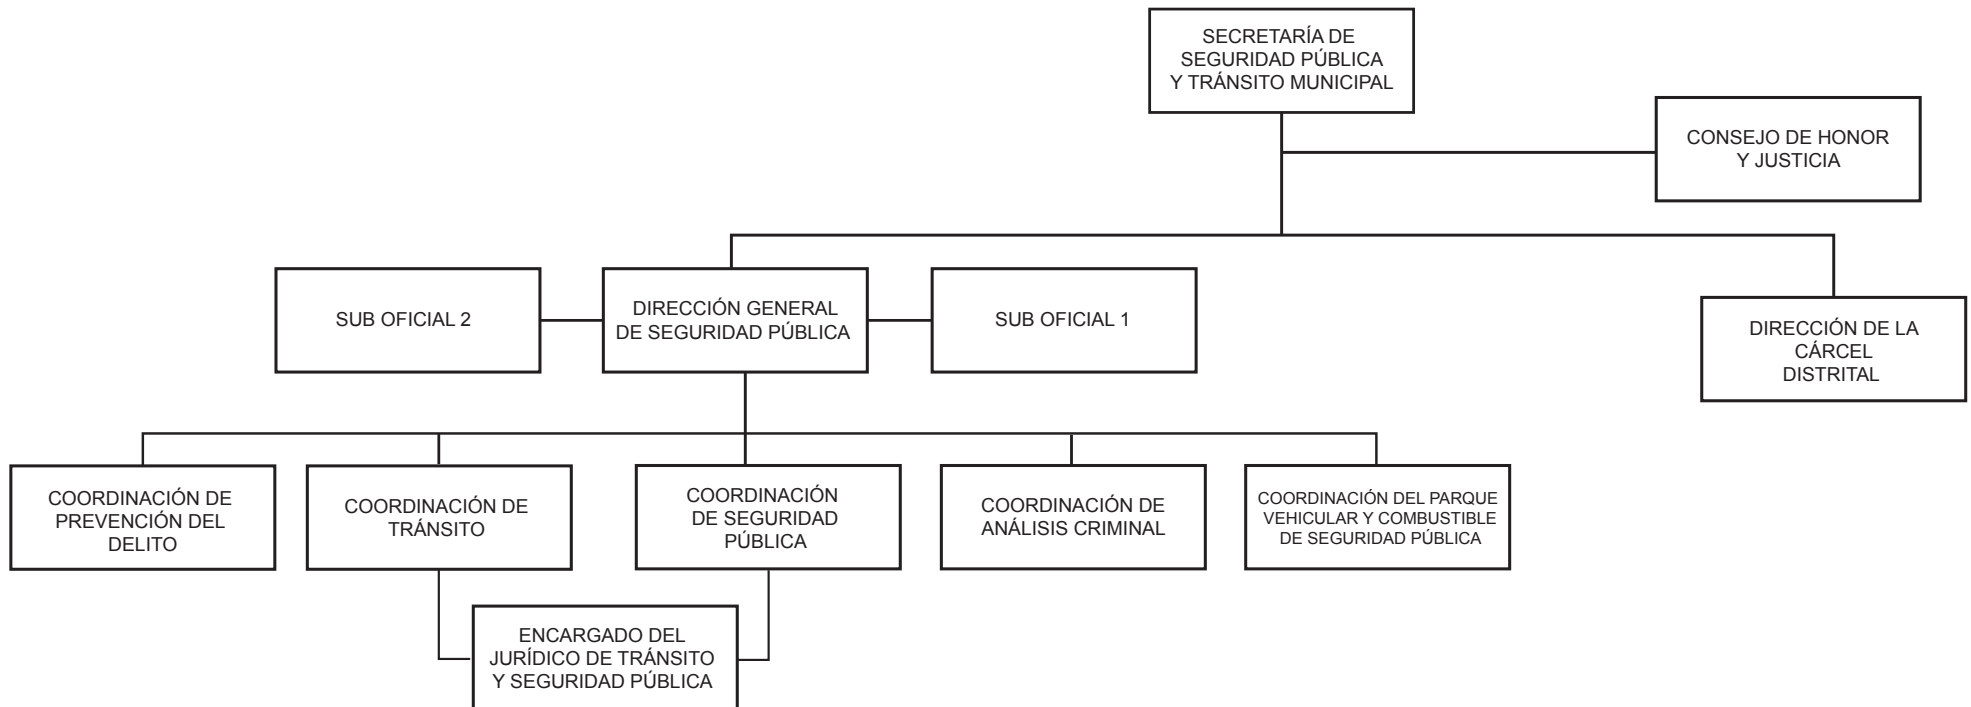 SECRETARÍA DE
SEGURIDAD PÚBLICA
Y TRÁNSITO MUNICIPAL
CONSEJO DE HONOR
Y JUSTICIA
SUB OFICIAL 2
DIRECCIÓN GENERAL
DE SEGURIDAD PÚBLICA
SUB OFICIAL 1
DIRECCIÓN DE LA
CÁRCEL
DISTRITAL
COORDINACIÓN DE
PREVENCIÓN DEL
DELITO
COORDINACIÓN DE
TRÁNSITO
COORDINACIÓN
DE SEGURIDAD
PÚBLICA
COORDINACIÓN DE
ANÁLISIS CRIMINAL
COORDINACIÓN DEL PARQUE
VEHICULAR Y COMBUSTIBLE
DE SEGURIDAD PÚBLICA
ENCARGADO DEL
JURÍDICO DE TRÁNSITO
Y SEGURIDAD PÚBLICA